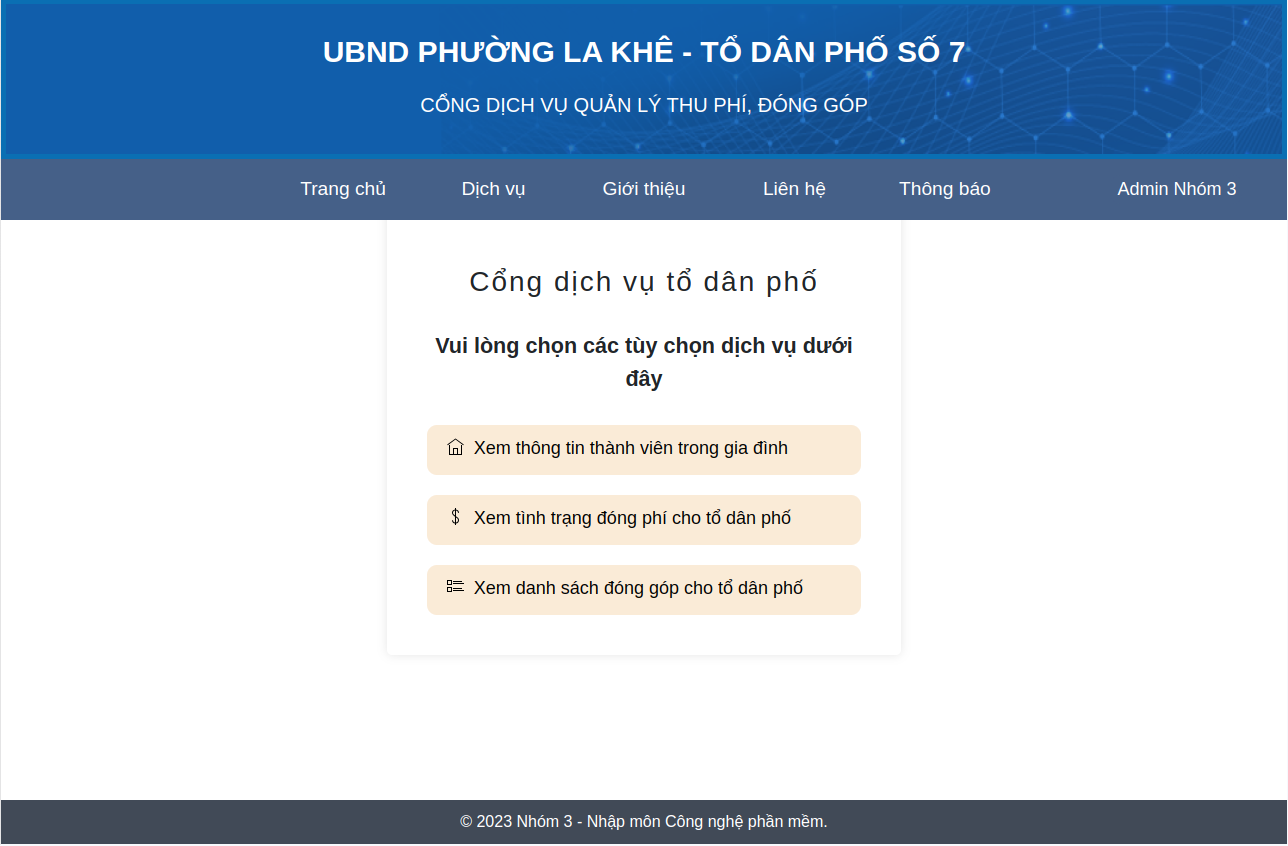 UBND PHƯỜNG LA KHÊ - TỔ DÂN PHỐ SỐ 7
CỔNG DỊCH VỤ QUẢN LÝ THU PHÍ, ĐÓNG GÓP
Trang chủ Dịch vụ Giới thiệu Liên hệ Thông báo Admin Nhóm 3
Cổng dịch vụ tổ dân phố
Vui lòng chọn các tùy chọn dịch vụ dưới
đây
Xem thông tin thành viên trong gia đình
Xem tình trạng đóng phí cho tổ dân phố
Xem danh sách đóng góp cho tổ dân phố
© 2023 Nhóm 3 - Nhập môn Công nghệ phần mềm.